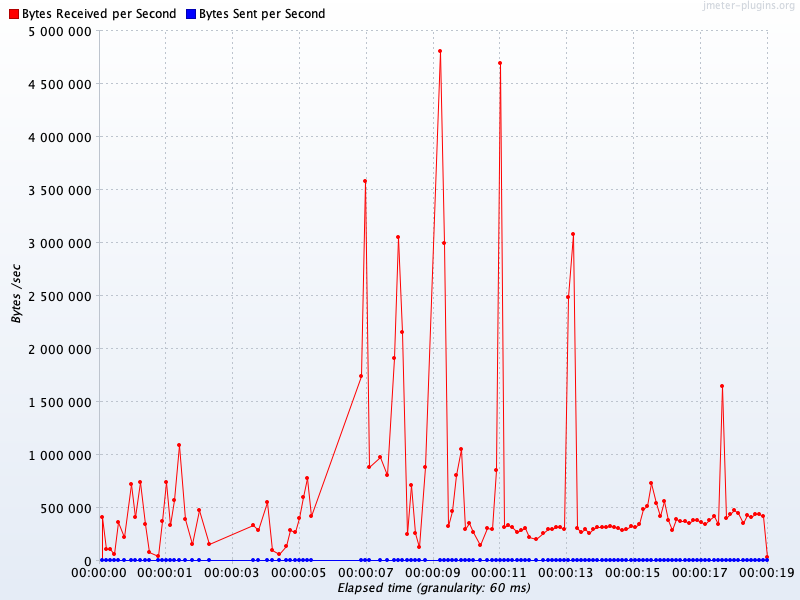 jmeter-plugins.org
Bytes Received per Second Bytes Sent per Second
5 000 000
4 500 000
4 000 000
3 500 000
3 000 000
2 500 000
2 000 000
1 500 000
1 000 000
500 000
0
Bytes /sec
00:00:00 00:00:01 00:00:03 00:00:05 00:00:07 00:00:09 00:00:11 00:00:13 00:00:15 00:00:17 00:00:19
Elapsed time (granularity: 60 ms)